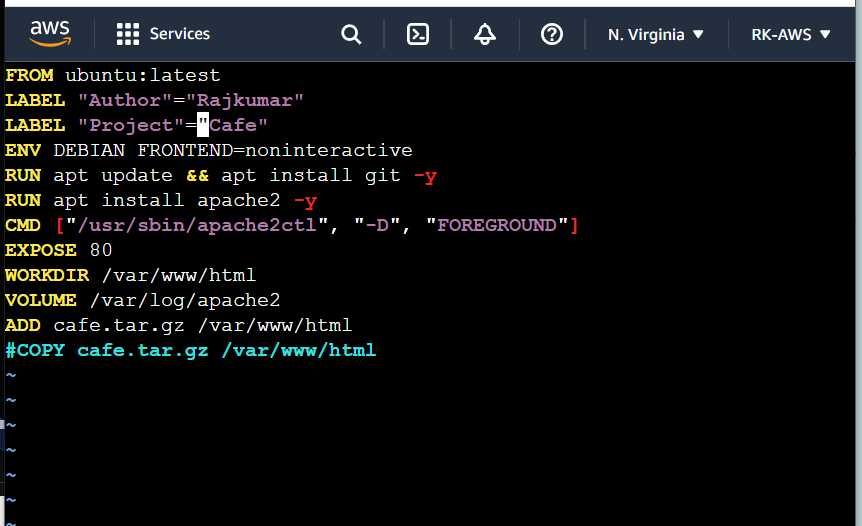 aws Services N. Virginia ▼ RK-AWS ▼
FROM ubuntu:latest
LABEL "Author"="Rajkumar"
LABEL "Project"="Cafe"
ENV DEBIAN FRONTEND=noninteractive
RUN apt update && apt install git -y
RUN apt install apache2 -y
CMD ["/usr/sbin/apache2ctl", "-D", "FOREGROUND"]
EXPOSE 80
WORKDIR /var/www/html
VOLUME /var/log/apache2
ADD cafe.tar.gz /var/www/html
#COPY cafe.tar.gz /var/www/html
~
~
~
~
~
~
~